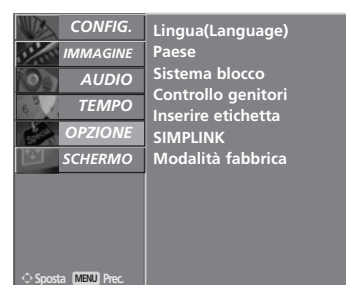 CONFIG.
IMMAGINE
AUDIO
TEMPO
OPZIONE
SCHERMO
Lingua(Language)
Paese
Sistema blocco
Controllo genitori
Inserire etichetta
SIMPLINK
Modalità fabbrica
Sposta MENU Prec.